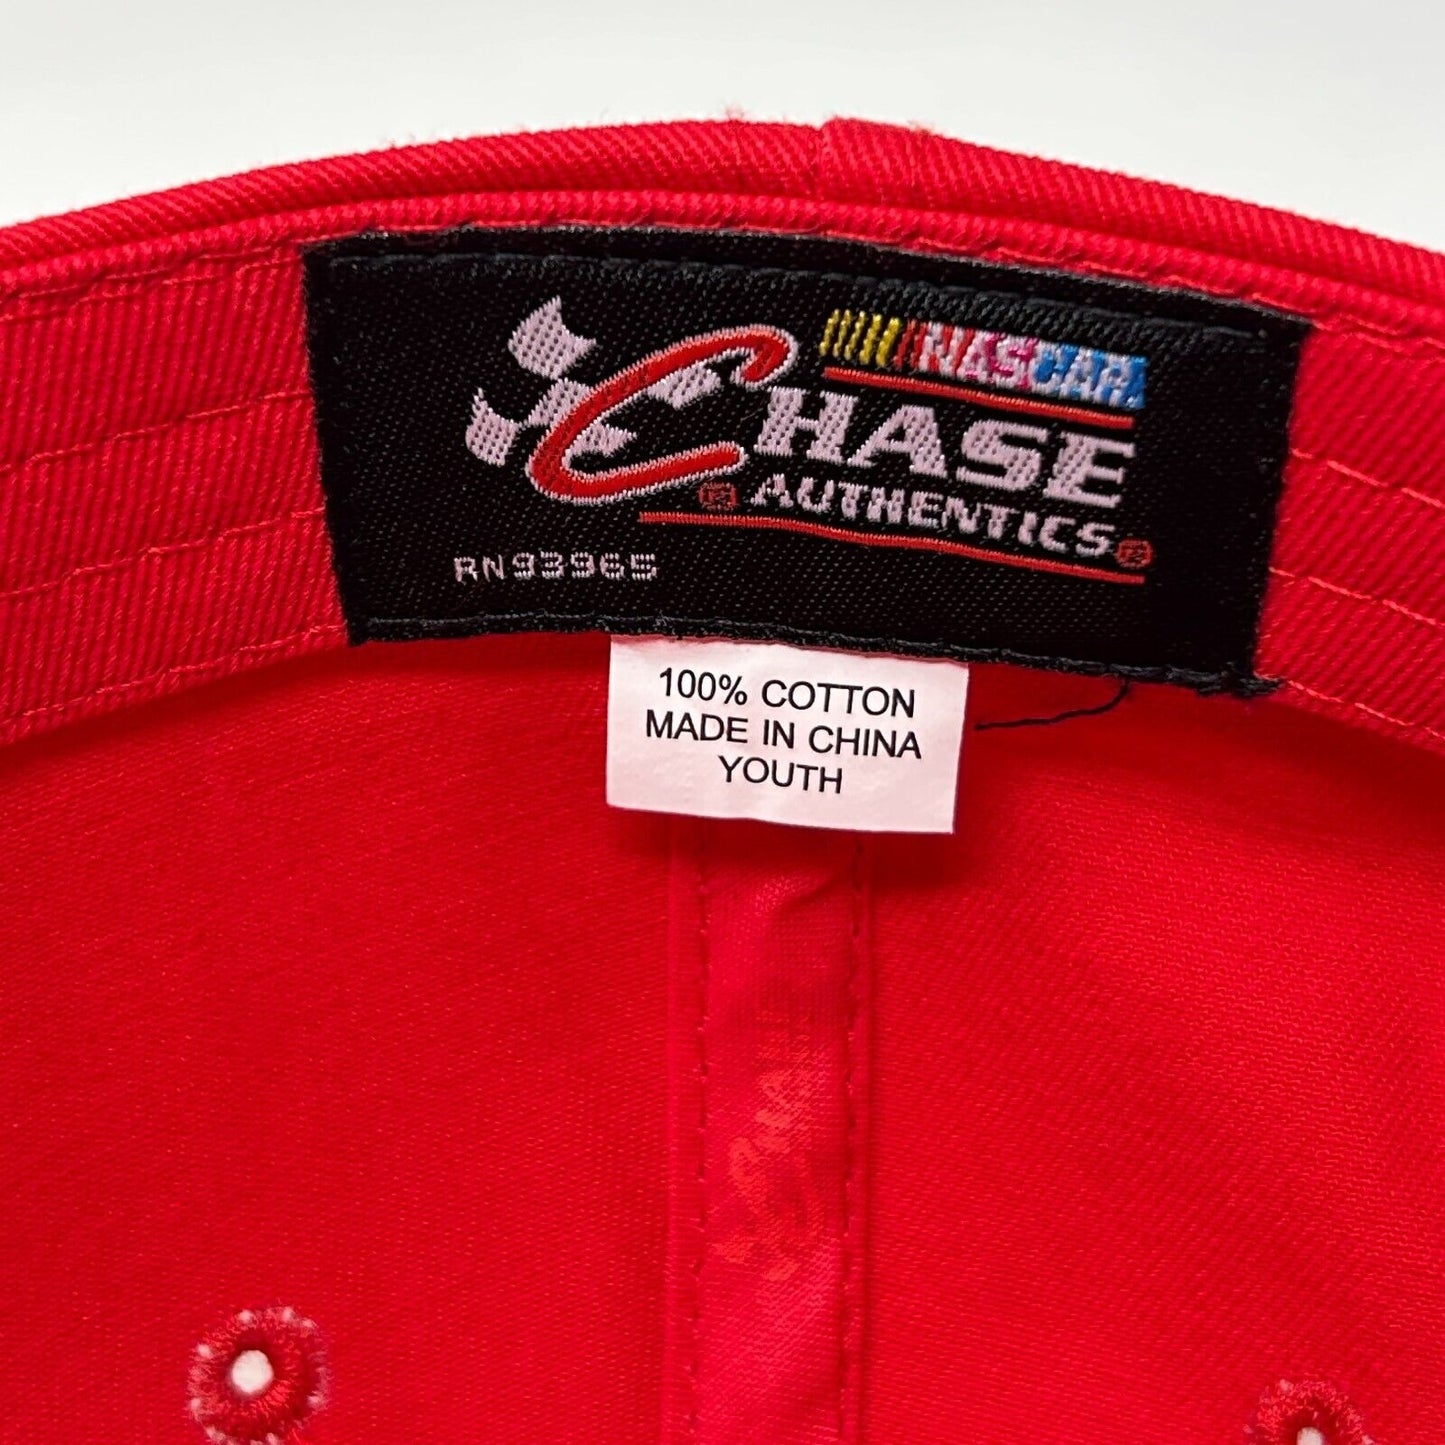 NASCAR
CHASE
® AUTHENTICS®
RN93965
100% COTTON
MADE IN CHINA
YOUTH